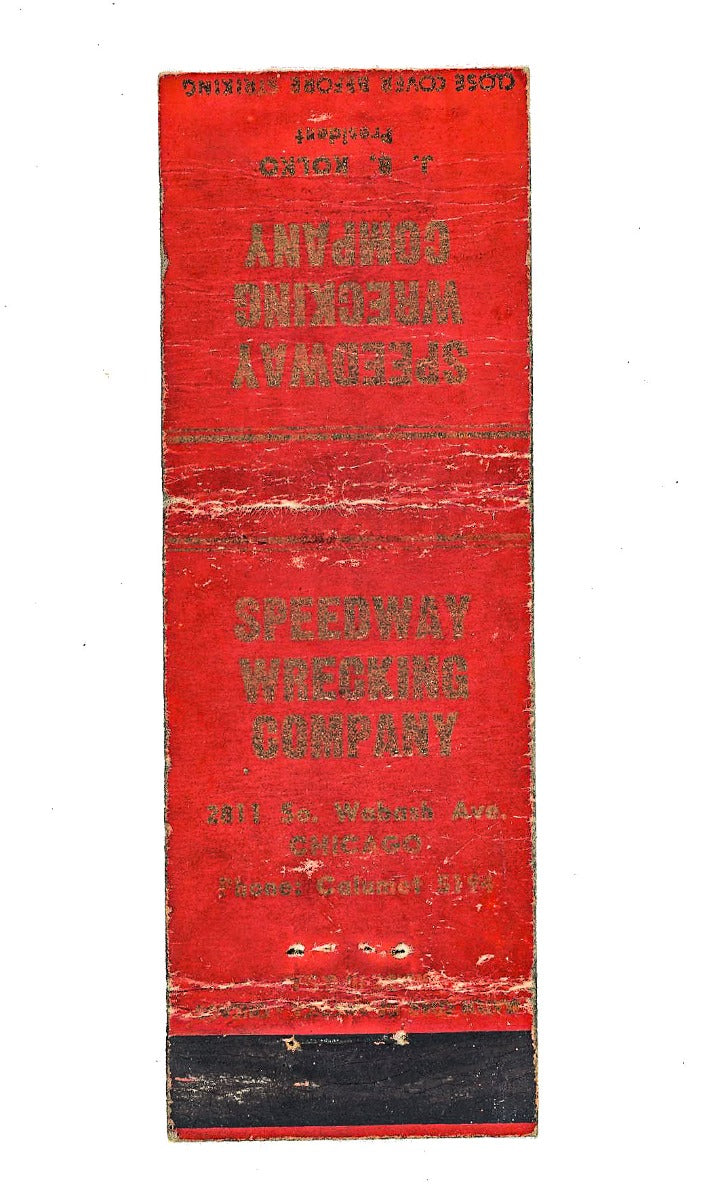 CLOSE COVER BEFORE STRIKING
President
J. R. KOLKO
COMPANY
WRECKING
SPEEDWAY
SPEEDWAY
WRECKING
COMPANY
2811 So. Wabash Ave.
CHICAGO
Phone: Calumet